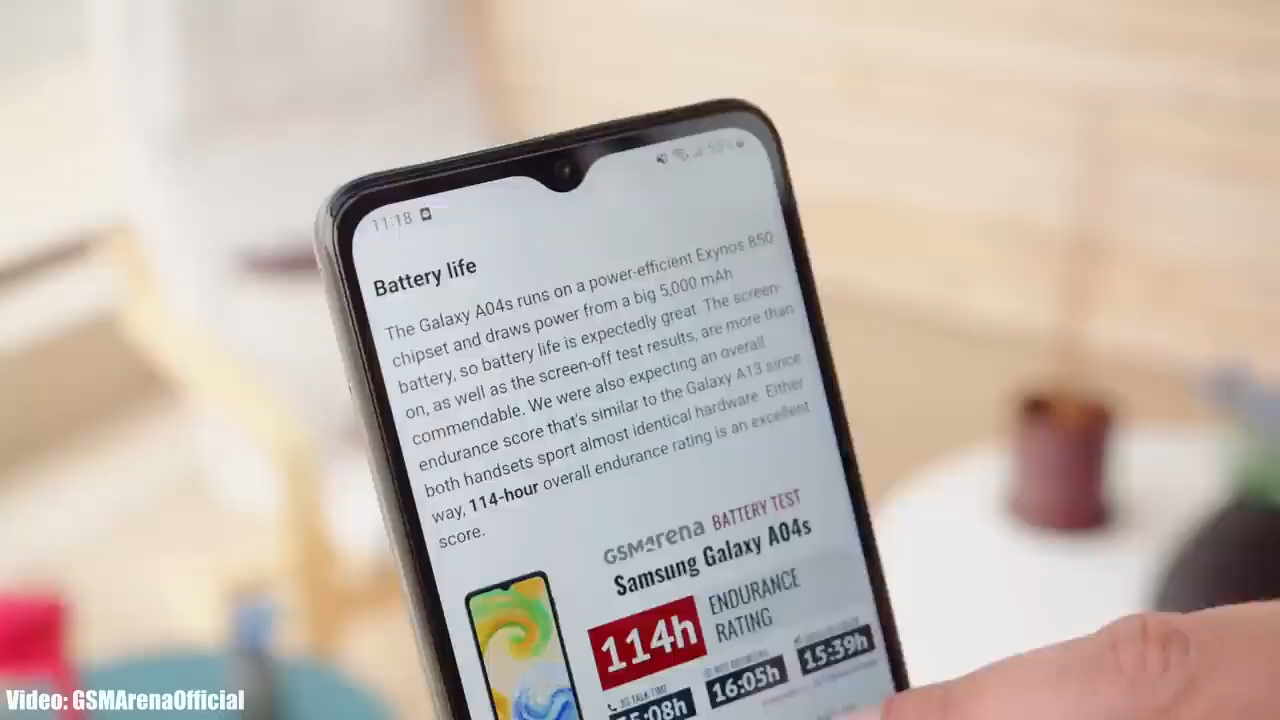 11:18
Battery life
The Galaxy A04s runs on a power-efficient Exynos 850
chipset and draws power from a big 5,000 mAh
battery, so battery life is expectedly great. The screen-
on, as well as the screen-off test results, are more than
commendable. We were also expecting an overall
endurance score that's similar to the Galaxy A13 since
both handsets sport almost identical hardware. Either
way, 114-hour overall endurance rating is an excellent
score.
GSMarena BATTERY TEST
Samsung Galaxy A04s
114h
ENDURANCE
RATING
3G TALK TIME
16:05h
15:39h
Video: GSMArenaOfficial